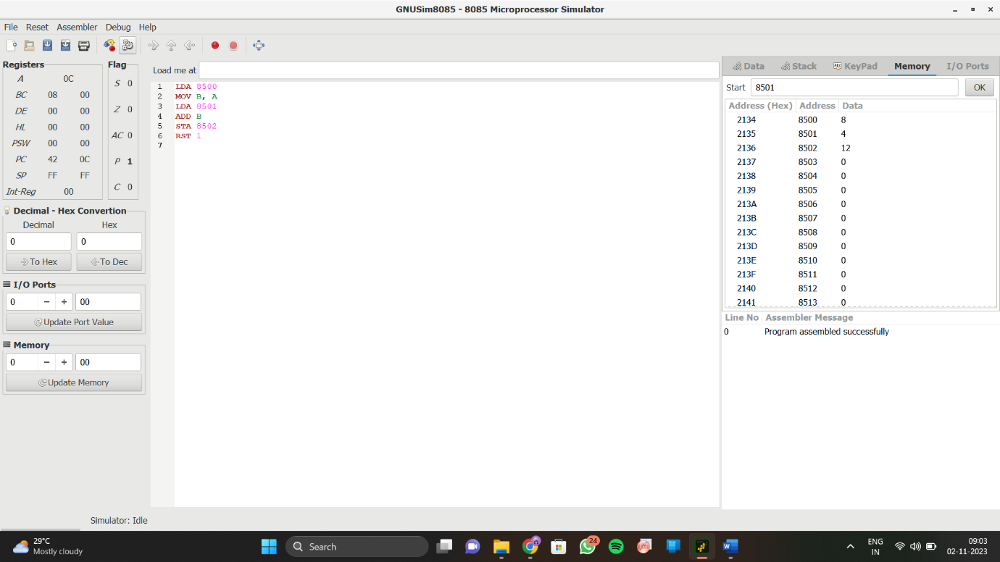 GNUSim8085 - 8085 Microprocessor Simulator
File Reset Assembler Debug Help
Registers
A 0C
BC 08 00
DE 00 00
HL 00 00
PSW 00 00
PC 42 0C
SP FF FF
Int-Reg 00
Flag
S 0
Z 0
AC 0
P 1
C 0
Decimal - Hex Convertion
Decimal Hex
0 0
To Hex To Dec
I/O Ports
0 − + 00
Update Port Value
Memory
0 − + 00
Update Memory
Load me at
1 LDA 8500
2 MOV B, A
3 LDA 8501
4 ADD B
5 STA 8502
6 RST 1
7
Data Stack Abc KeyPad Memory I/O Ports
Start 8501 OK
Address (Hex) Address Data
2134 8500 8
2135 8501 4
2136 8502 12
2137 8503 0
2138 8504 0
2139 8505 0
213A 8506 0
213B 8507 0
213C 8508 0
213D 8509 0
213E 8510 0
213F 8511 0
2140 8512 0
2141 8513 0
Line No Assembler Message
0 Program assembled successfully
Simulator: Idle
29°C
Mostly cloudy
Search
24
W
ENG
IN
09:03
02-11-2023